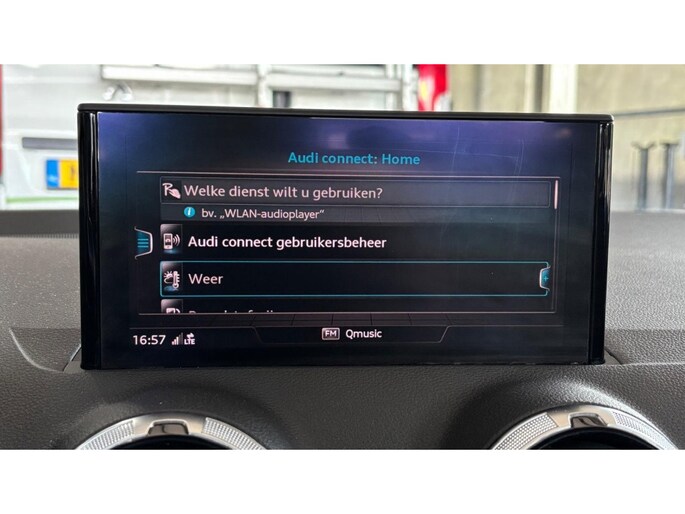 Audi connect: Home
Welke dienst wilt u gebruiken?
bv. „WLAN-audioplayer"
Audi connect gebruikersbeheer
Weer
16:57 LTE
FM Qmusic